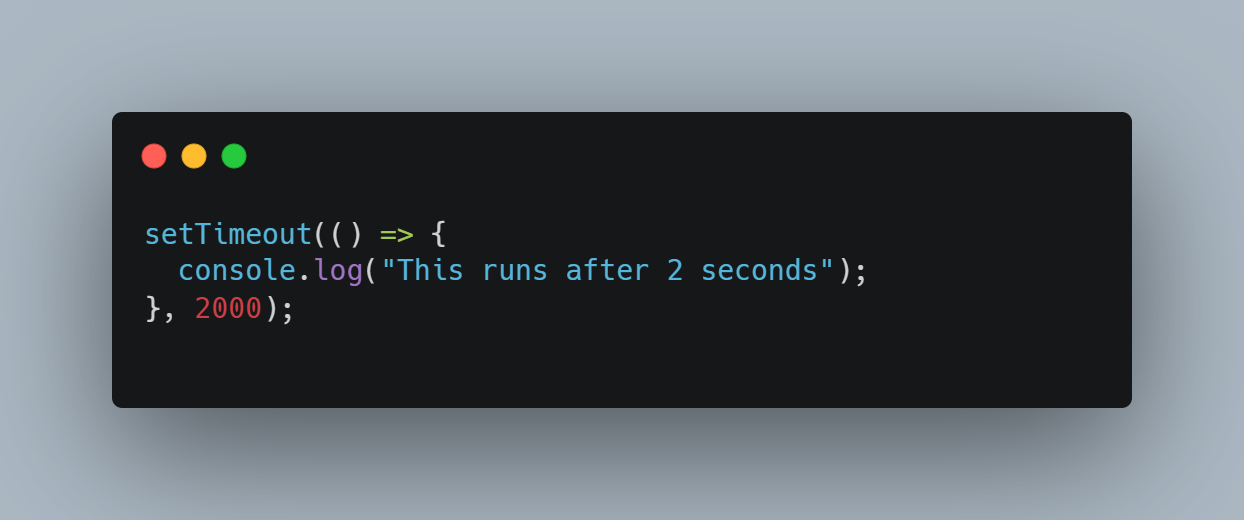 setTimeout(() => {
  console.log("This runs after 2 seconds");
}, 2000);